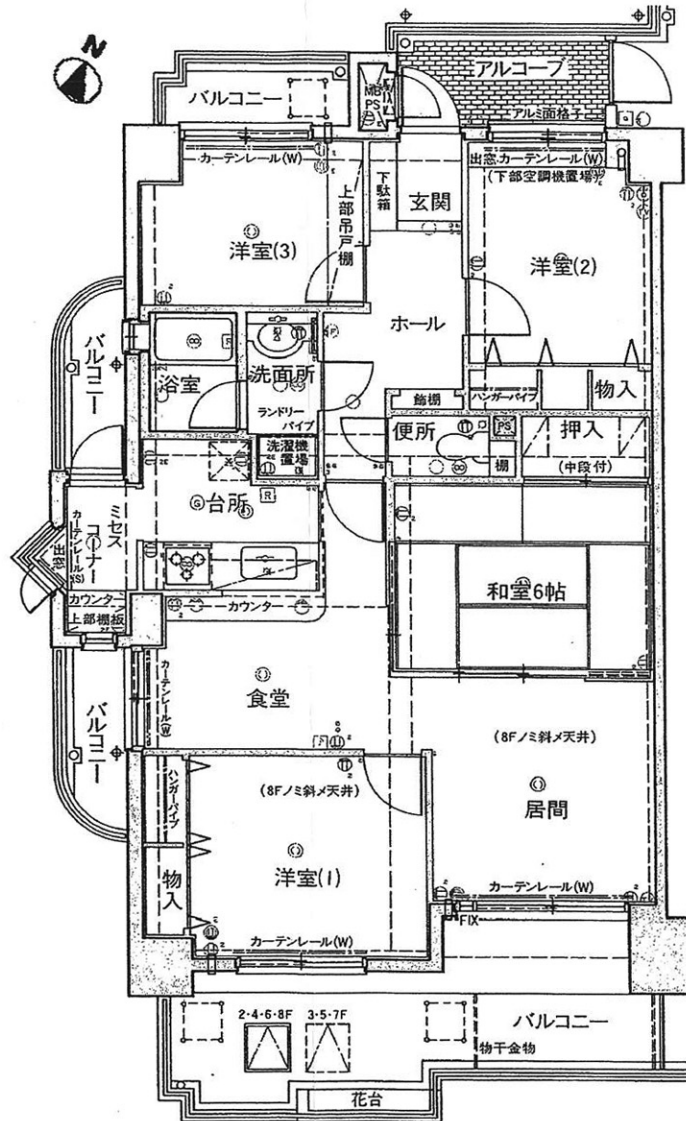 N
アルコーブ
バルコニー
MB
PS
アルミ面格子
カーテンレール(W)
出窓 カーテンレール(W)
(下部空調機置場)
下駄箱
玄関
上部吊戸棚
洋室(3)
洋室(2)
ホール
バルコニー
浴室
洗面所
ランドリー
パイプ
飾棚
ハンガーパイプ
物入
便所
PS
棚
押入
(中段付)
洗濯機
置場
台所
ミセス
コーナー
カーテンレール(S)
出窓
カウンター
上部棚板
カウンター
和室6帖
バルコニー
カーテンレール(W)
食堂
(8Fノミ斜メ天井)
居間
ハンガーパイプ
(8Fノミ斜メ天井)
物入
洋室(1)
カーテンレール(W)
カーテンレール(W)
FIX
2・4・6・8F
3・5・7F
バルコニー
物干金物
花台